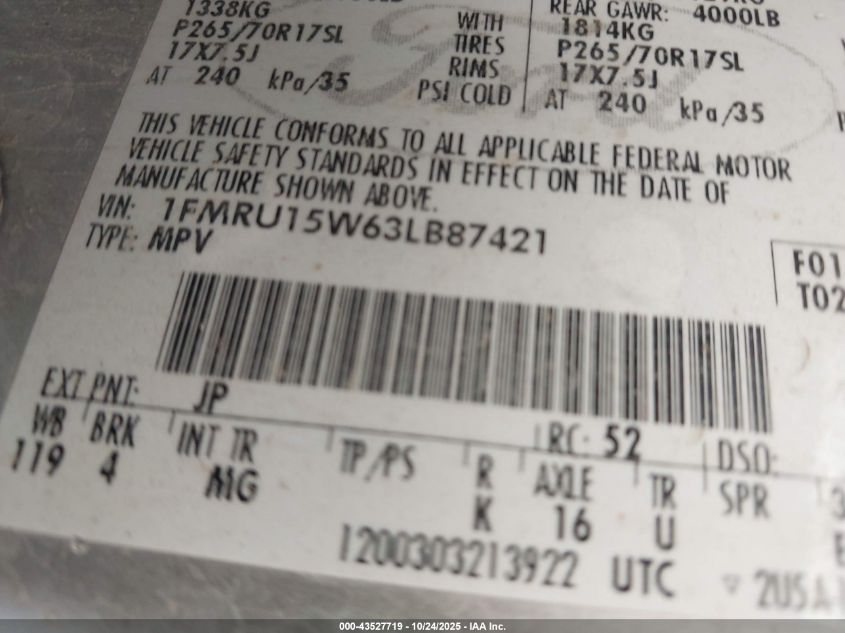 1338KG WITH REAR GAWR: 4000LB
P265/70R17SL TIRES 1814KG
17X7.5J RIMS P265/70R17SL
AT 240 kPa/35 PSI COLD 17X7.5J
AT 240 kPa/35
THIS VEHICLE CONFORMS TO ALL APPLICABLE FEDERAL MOTOR
VEHICLE SAFETY STANDARDS IN EFFECT ON THE DATE OF
MANUFACTURE SHOWN ABOVE.
VIN: 1FMRU15W63LB87421
TYPE: MPV
F01
T02
EXT PNT: JP RC: 52 DSO:
WB BRK INT TR TP/PS R AXLE TR SPR
119 4 MG K 16 U
1200303213922 UTC
2U5A
000-43527719 - 10/24/2025 - IAA Inc.